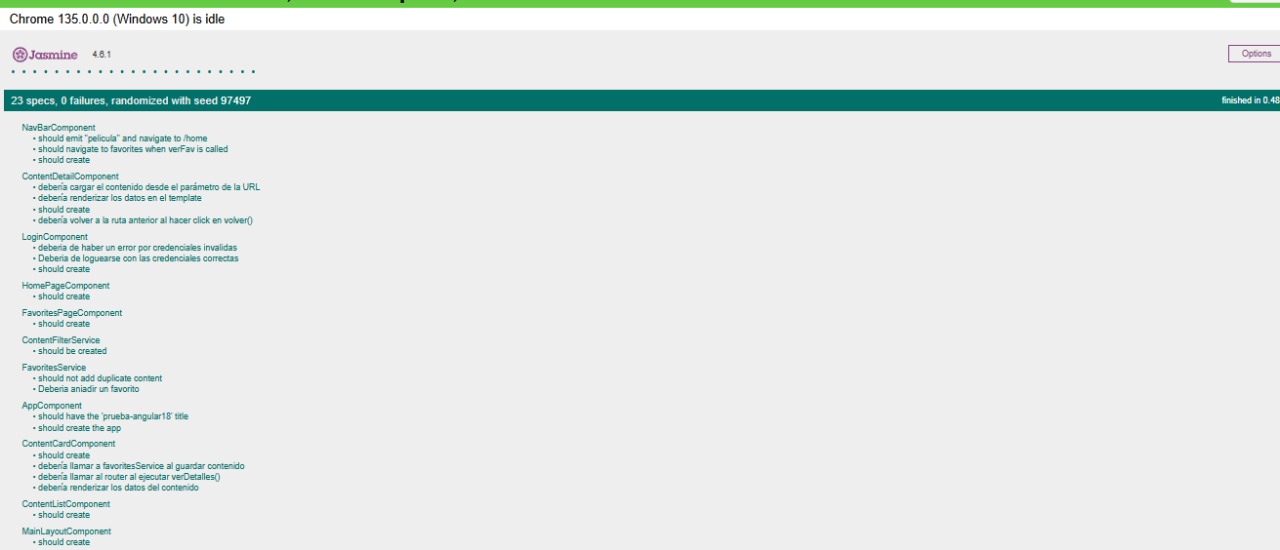 Chrome 135.0.0.0 (Windows 10) is idle
Jasmine 4.6.1
Options
23 specs, 0 failures, randomized with seed 97497
finished in 0.48
NavBarComponent
• should emit "pelicula" and navigate to /home
• should navigate to favorites when verFav is called
• should create
ContentDetailComponent
• debería cargar el contenido desde el parámetro de la URL
• debería renderizar los datos en el template
• should create
• debería volver a la ruta anterior al hacer click en volver()
LoginComponent
• deberia de haber un error por credenciales invalidas
• Deberia de loguearse con las credenciales correctas
• should create
HomePageComponent
• should create
FavoritesPageComponent
• should create
ContentFilterService
• should be created
FavoritesService
• should not add duplicate content
• Deberia aniadir un favorito
AppComponent
• should have the 'prueba-angular18' title
• should create the app
ContentCardComponent
• should create
• debería llamar a favoritesService al guardar contenido
• debería llamar al router al ejecutar verDetalles()
• debería renderizar los datos del contenido
ContentListComponent
• should create
MainLayoutComponent
• should create